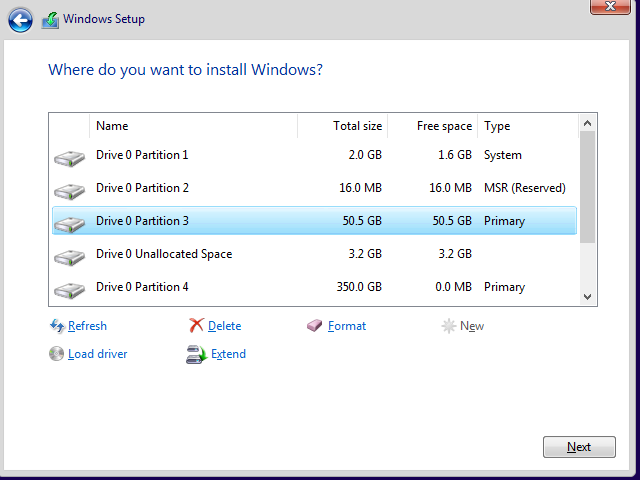 Windows Setup
Where do you want to install Windows?
Name Total size Free space Type
Drive 0 Partition 1 2.0 GB 1.6 GB System
Drive 0 Partition 2 16.0 MB 16.0 MB MSR (Reserved)
Drive 0 Partition 3 50.5 GB 50.5 GB Primary
Drive 0 Unallocated Space 3.2 GB 3.2 GB
Drive 0 Partition 4 350.0 GB 0.0 MB Primary
Refresh Delete Format New
Load driver Extend
Next